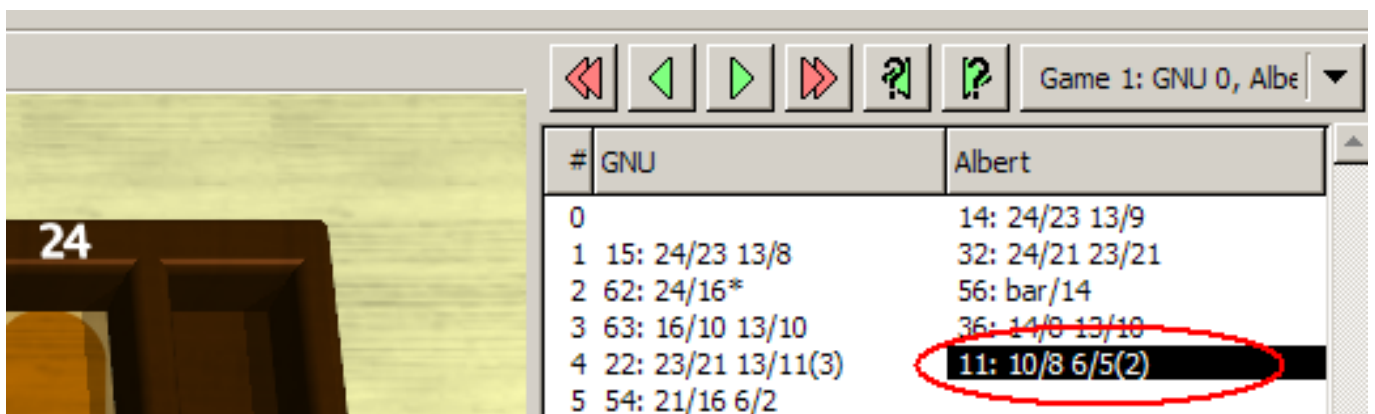 Game 1: GNU 0, Albe
# GNU Albert
24
0 14: 24/23 13/9
1 15: 24/23 13/8 32: 24/21 23/21
2 62: 24/16* 56: bar/14
3 63: 16/10 13/10 36: 14/8 13/10
4 22: 23/21 13/11(3) 11: 10/8 6/5(2)
5 54: 21/16 6/2